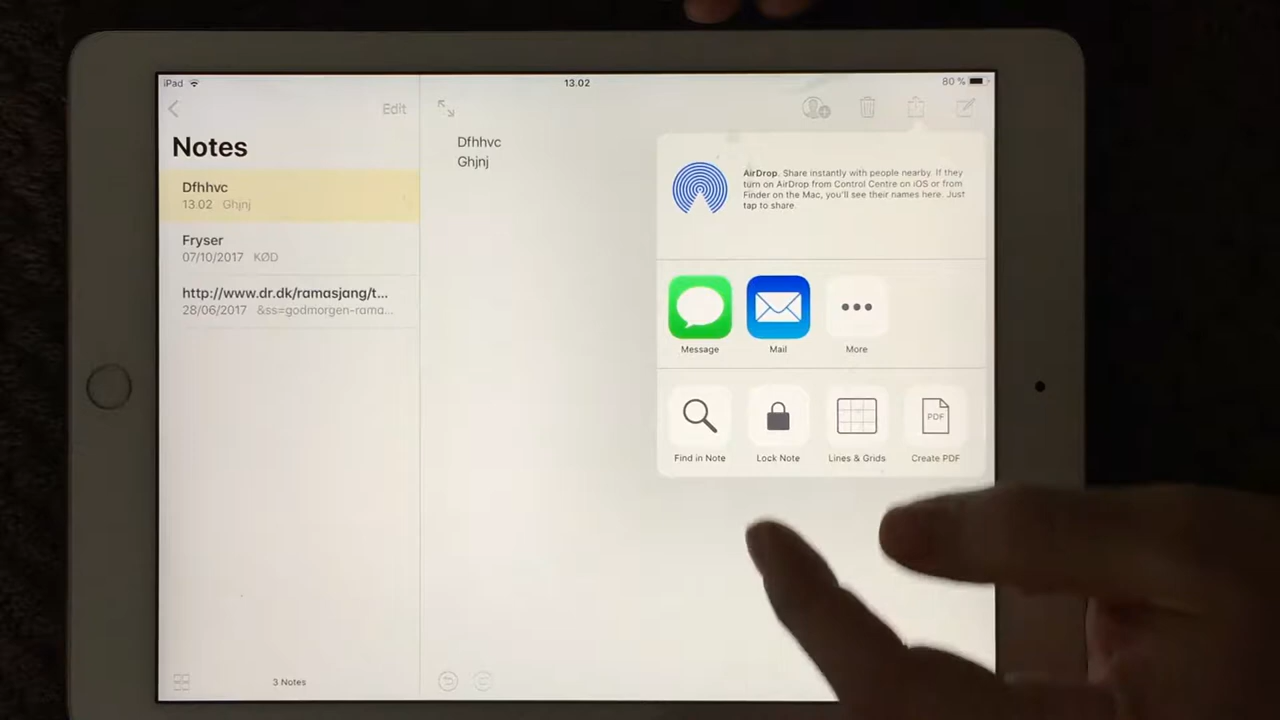 iPad
13.02
80 %
Edit
Notes
Dfhhvc
13.02 Ghjnj
Fryser
07/10/2017 KØD
http://www.dr.dk/ramasjang/t...
28/06/2017 &ss=godmorgen-rama...
3 Notes
Dfhhvc
Ghjnj
AirDrop. Share instantly with people nearby. If they
turn on AirDrop from Control Centre on iOS or from
Finder on the Mac, you'll see their names here. Just
tap to share.
Message
Mail
More
PDF
Find in Note
Lock Note
Lines & Grids
Create PDF